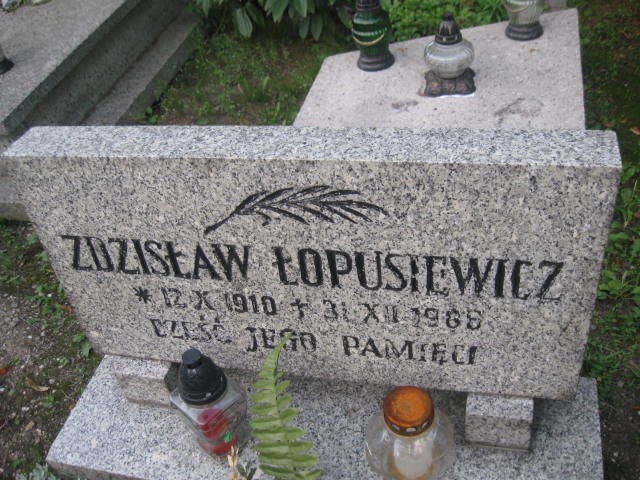 ZDZISŁAW ŁOPUSIEWICZ
* 12 X 1910 + 31 XII 1988
CZEŚĆ JEGO PAMIĘCI